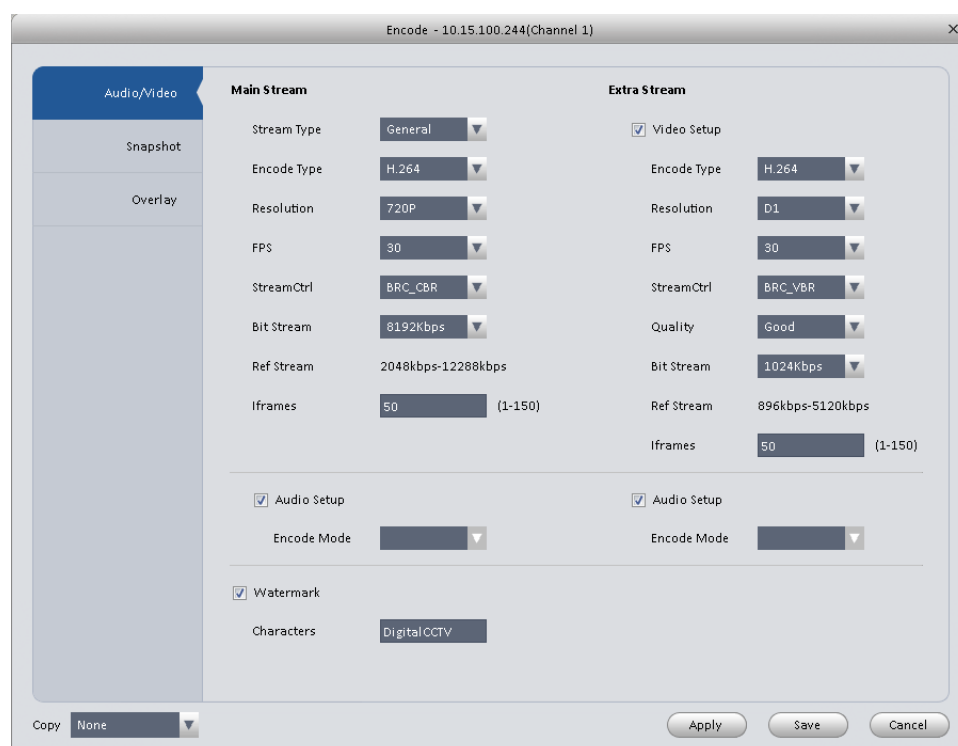 Encode - 10.15.100.244(Channel 1)
Audio/Video
Snapshot
Overlay
Main Stream
Stream Type General
Encode Type H.264
Resolution 720P
FPS 30
StreamCtrl BRC_CBR
Bit Stream 8192Kbps
Ref Stream 2048kbps-12288kbps
Iframes 50 (1-150)
Extra Stream
Video Setup
Encode Type H.264
Resolution D1
FPS 30
StreamCtrl BRC_VBR
Quality Good
Bit Stream 1024Kbps
Ref Stream 896kbps-5120kbps
Iframes 50 (1-150)
Audio Setup
Encode Mode
Audio Setup
Encode Mode
Watermark
Characters DigitalCCTV
Copy None
Apply Save Cancel